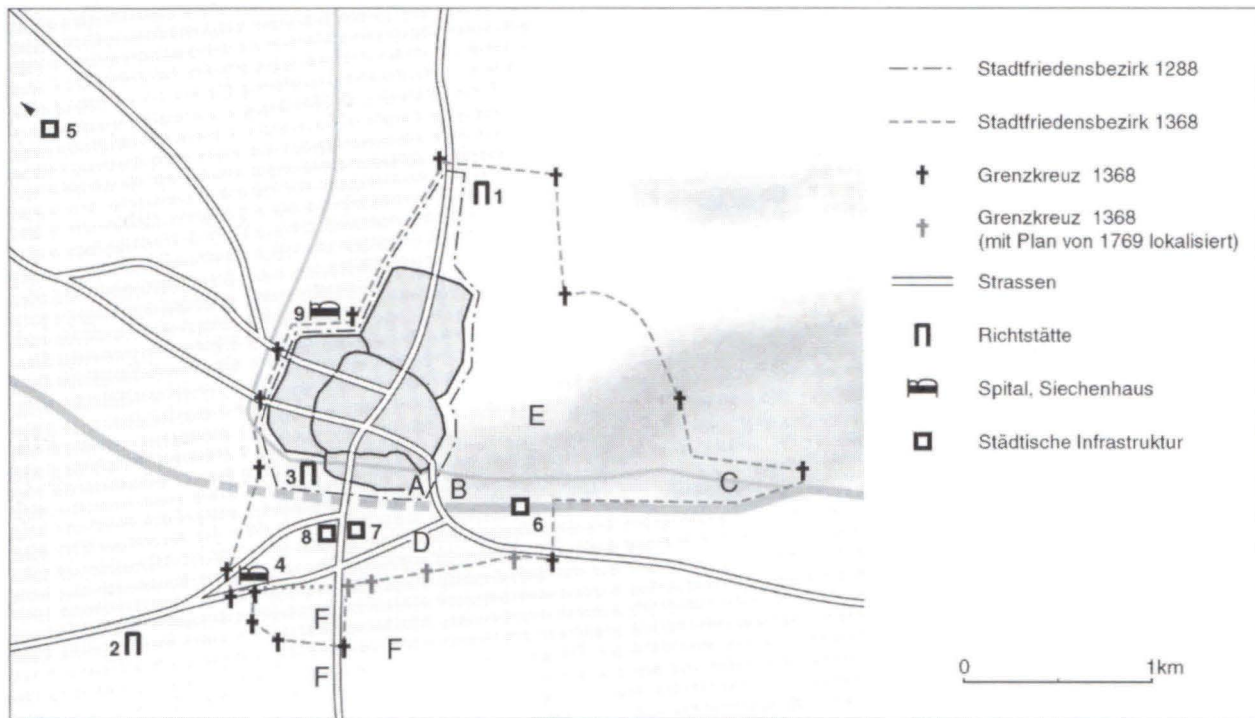 Stadtfriedensbezirk 1288
Stadtfriedensbezirk 1368
Grenzkreuz 1368
Grenzkreuz 1368
(mit Plan von 1769 lokalisiert)
Strassen
Richtstätte
Spital, Siechenhaus
Städtische Infrastruktur
0 1km
5
1
9
E
3
A
B
C
6
8
7
D
4
F
2
F
F